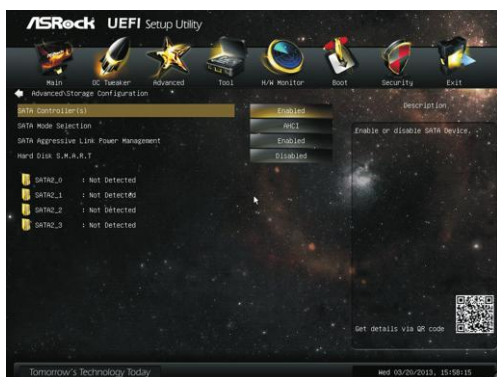 ASRock UEFI Setup Utility
Main OC Tweaker Advanced Tool H/W Monitor Boot Security Exit
Advanced\Storage Configuration
Description
SATA Controller(s) Enabled
SATA Mode Selection AHCI
SATA Aggressive Link Power Management Enabled
Hard Disk S.M.A.R.T Disabled
Enable or disable SATA Device.
SATA2_0 : Not Detected
SATA2_1 : Not Detected
SATA2_2 : Not Detected
SATA2_3 : Not Detected
Get details via QR code
Tomorrow's Technology Today
Wed 03/20/2013, 15:58:15